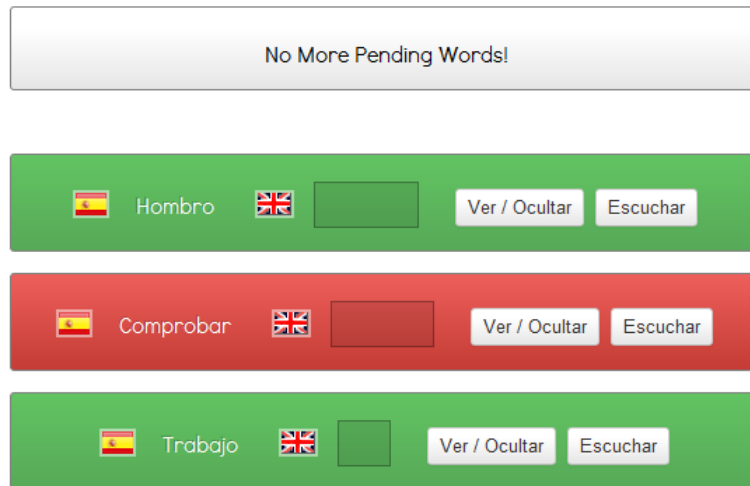 No More Pending Words!
Hombro Ver / Ocultar Escuchar
Comprobar Ver / Ocultar Escuchar
Trabajo Ver / Ocultar Escuchar